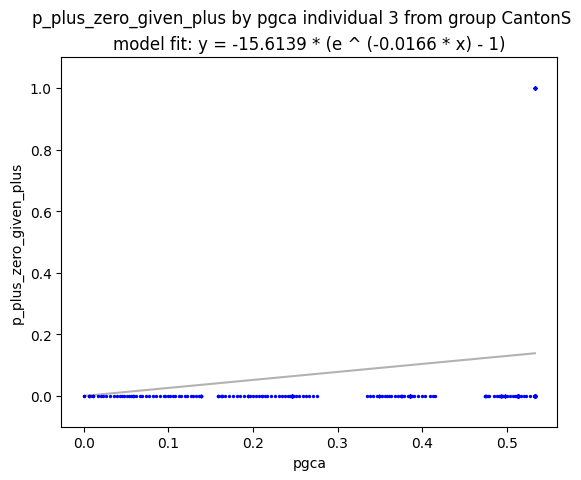 p_plus_zero_given_plus by pgca individual 3 from group CantonS
model fit: y = -15.6139 * (e ^ (-0.0166 * x) - 1)
1.0
0.8
0.6
0.4
0.2
0.0
p_plus_zero_given_plus
0.0 0.1 0.2 0.3 0.4 0.5
pgca